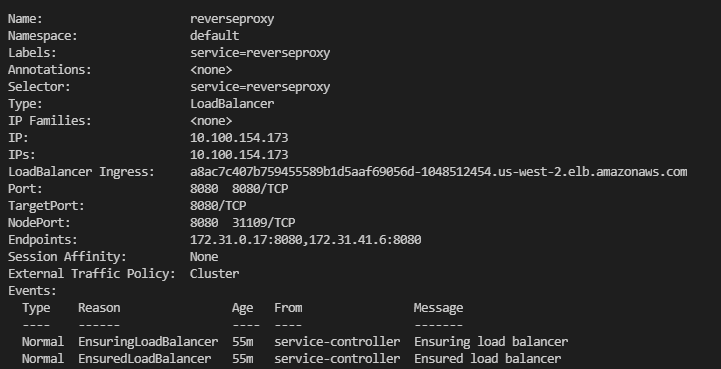 Name:                     reverseproxy
Namespace:                default
Labels:                   service=reverseproxy
Annotations:              <none>
Selector:                 service=reverseproxy
Type:                     LoadBalancer
IP Families:              <none>
IP:                       10.100.154.173
IPs:                      10.100.154.173
LoadBalancer Ingress:     a8ac7c407b759455589b1d5aaf69056d-1048512454.us-west-2.elb.amazonaws.com
Port:                     8080  8080/TCP
TargetPort:               8080/TCP
NodePort:                 8080  31109/TCP
Endpoints:                172.31.0.17:8080,172.31.41.6:8080
Session Affinity:         None
External Traffic Policy:  Cluster
Events:
  Type    Reason                Age   From                Message
  ----    ------                ----  ----                -------
  Normal  EnsuringLoadBalancer  55m   service-controller  Ensuring load balancer
  Normal  EnsuredLoadBalancer   55m   service-controller  Ensured load balancer